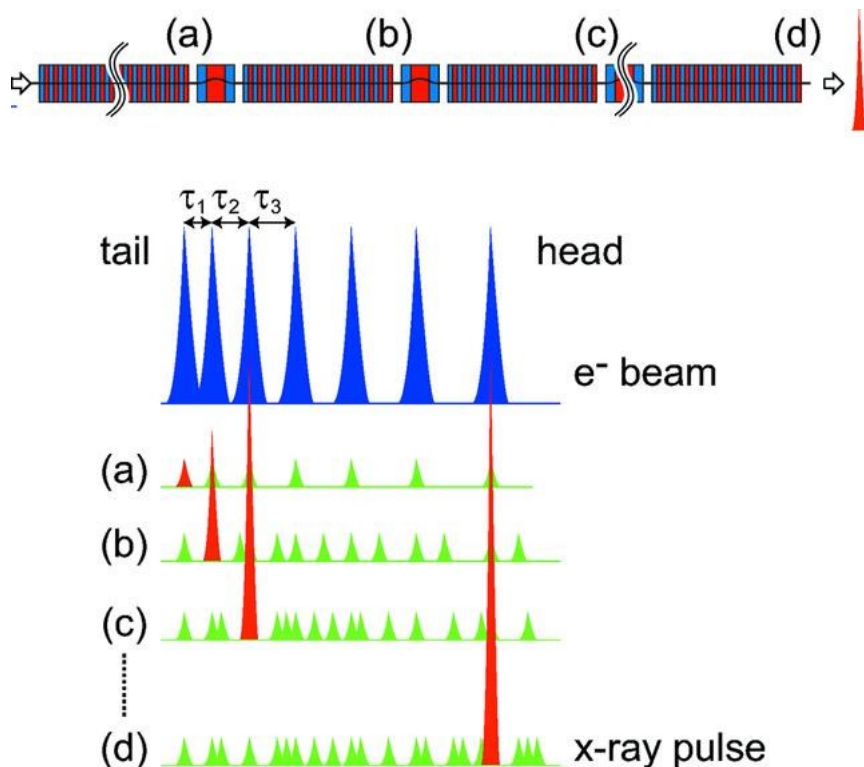 (a) (b) (c) (d)
τ1 τ2 τ3
tail head
e- beam
(a)
(b)
(c)
(d) x-ray pulse